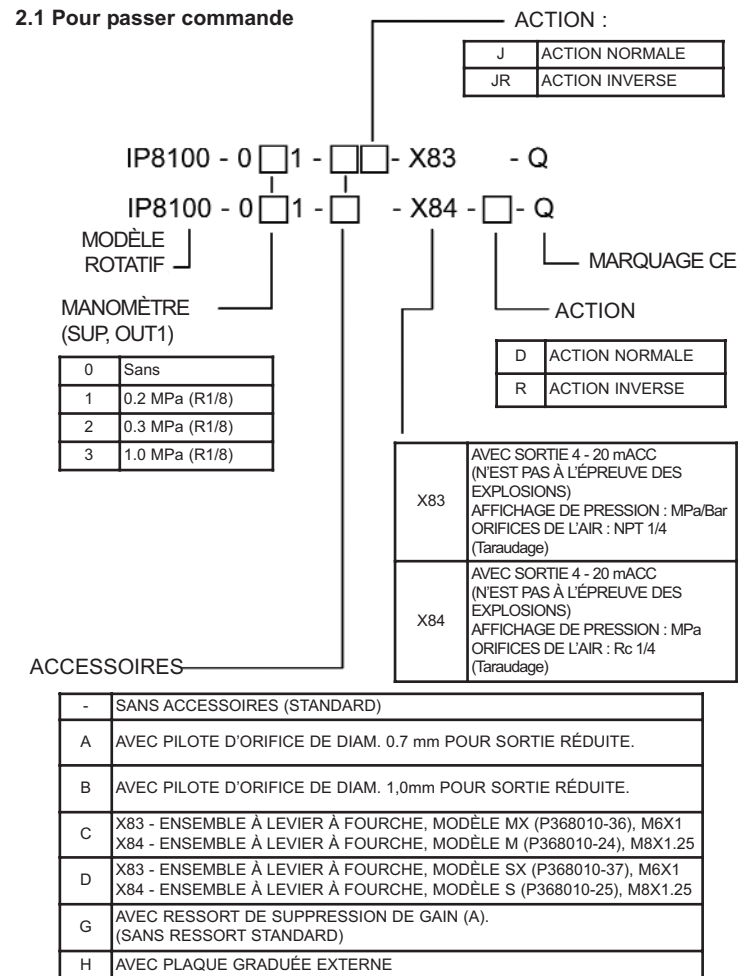 2.1 Pour passer commande
ACTION :
J ACTION NORMALE
JR ACTION INVERSE
IP8100 - 0□1 - □□- X83 - Q
IP8100 - 0□1 - □ - X84 - □- Q
MODÈLE
ROTATIF
MARQUAGE CE
MANOMÈTRE
(SUP, OUT1)
ACTION
0 Sans
1 0.2 MPa (R1/8)
2 0.3 MPa (R1/8)
3 1.0 MPa (R1/8)
D ACTION NORMALE
R ACTION INVERSE
X83
AVEC SORTIE 4 - 20 mACC
(N'EST PAS À L'ÉPREUVE DES
EXPLOSIONS)
AFFICHAGE DE PRESSION : MPa/Bar
ORIFICES DE L'AIR : NPT 1/4
(Taraudage)
X84
AVEC SORTIE 4 - 20 mACC
(N'EST PAS À L'ÉPREUVE DES
EXPLOSIONS)
AFFICHAGE DE PRESSION : MPa
ORIFICES DE L'AIR : Rc 1/4
(Taraudage)
ACCESSOIRES
- SANS ACCESSOIRES (STANDARD)
A AVEC PILOTE D'ORIFICE DE DIAM. 0.7 mm POUR SORTIE RÉDUITE.
B AVEC PILOTE D'ORIFICE DE DIAM. 1,0mm POUR SORTIE RÉDUITE.
C
X83 - ENSEMBLE À LEVIER À FOURCHE, MODÈLE MX (P368010-36), M6X1
X84 - ENSEMBLE À LEVIER À FOURCHE, MODÈLE M (P368010-24), M8X1.25
D
X83 - ENSEMBLE À LEVIER À FOURCHE, MODÈLE SX (P368010-37), M6X1
X84 - ENSEMBLE À LEVIER À FOURCHE, MODÈLE S (P368010-25), M8X1.25
G
AVEC RESSORT DE SUPPRESSION DE GAIN (A).
(SANS RESSORT STANDARD)
H AVEC PLAQUE GRADUÉE EXTERNE